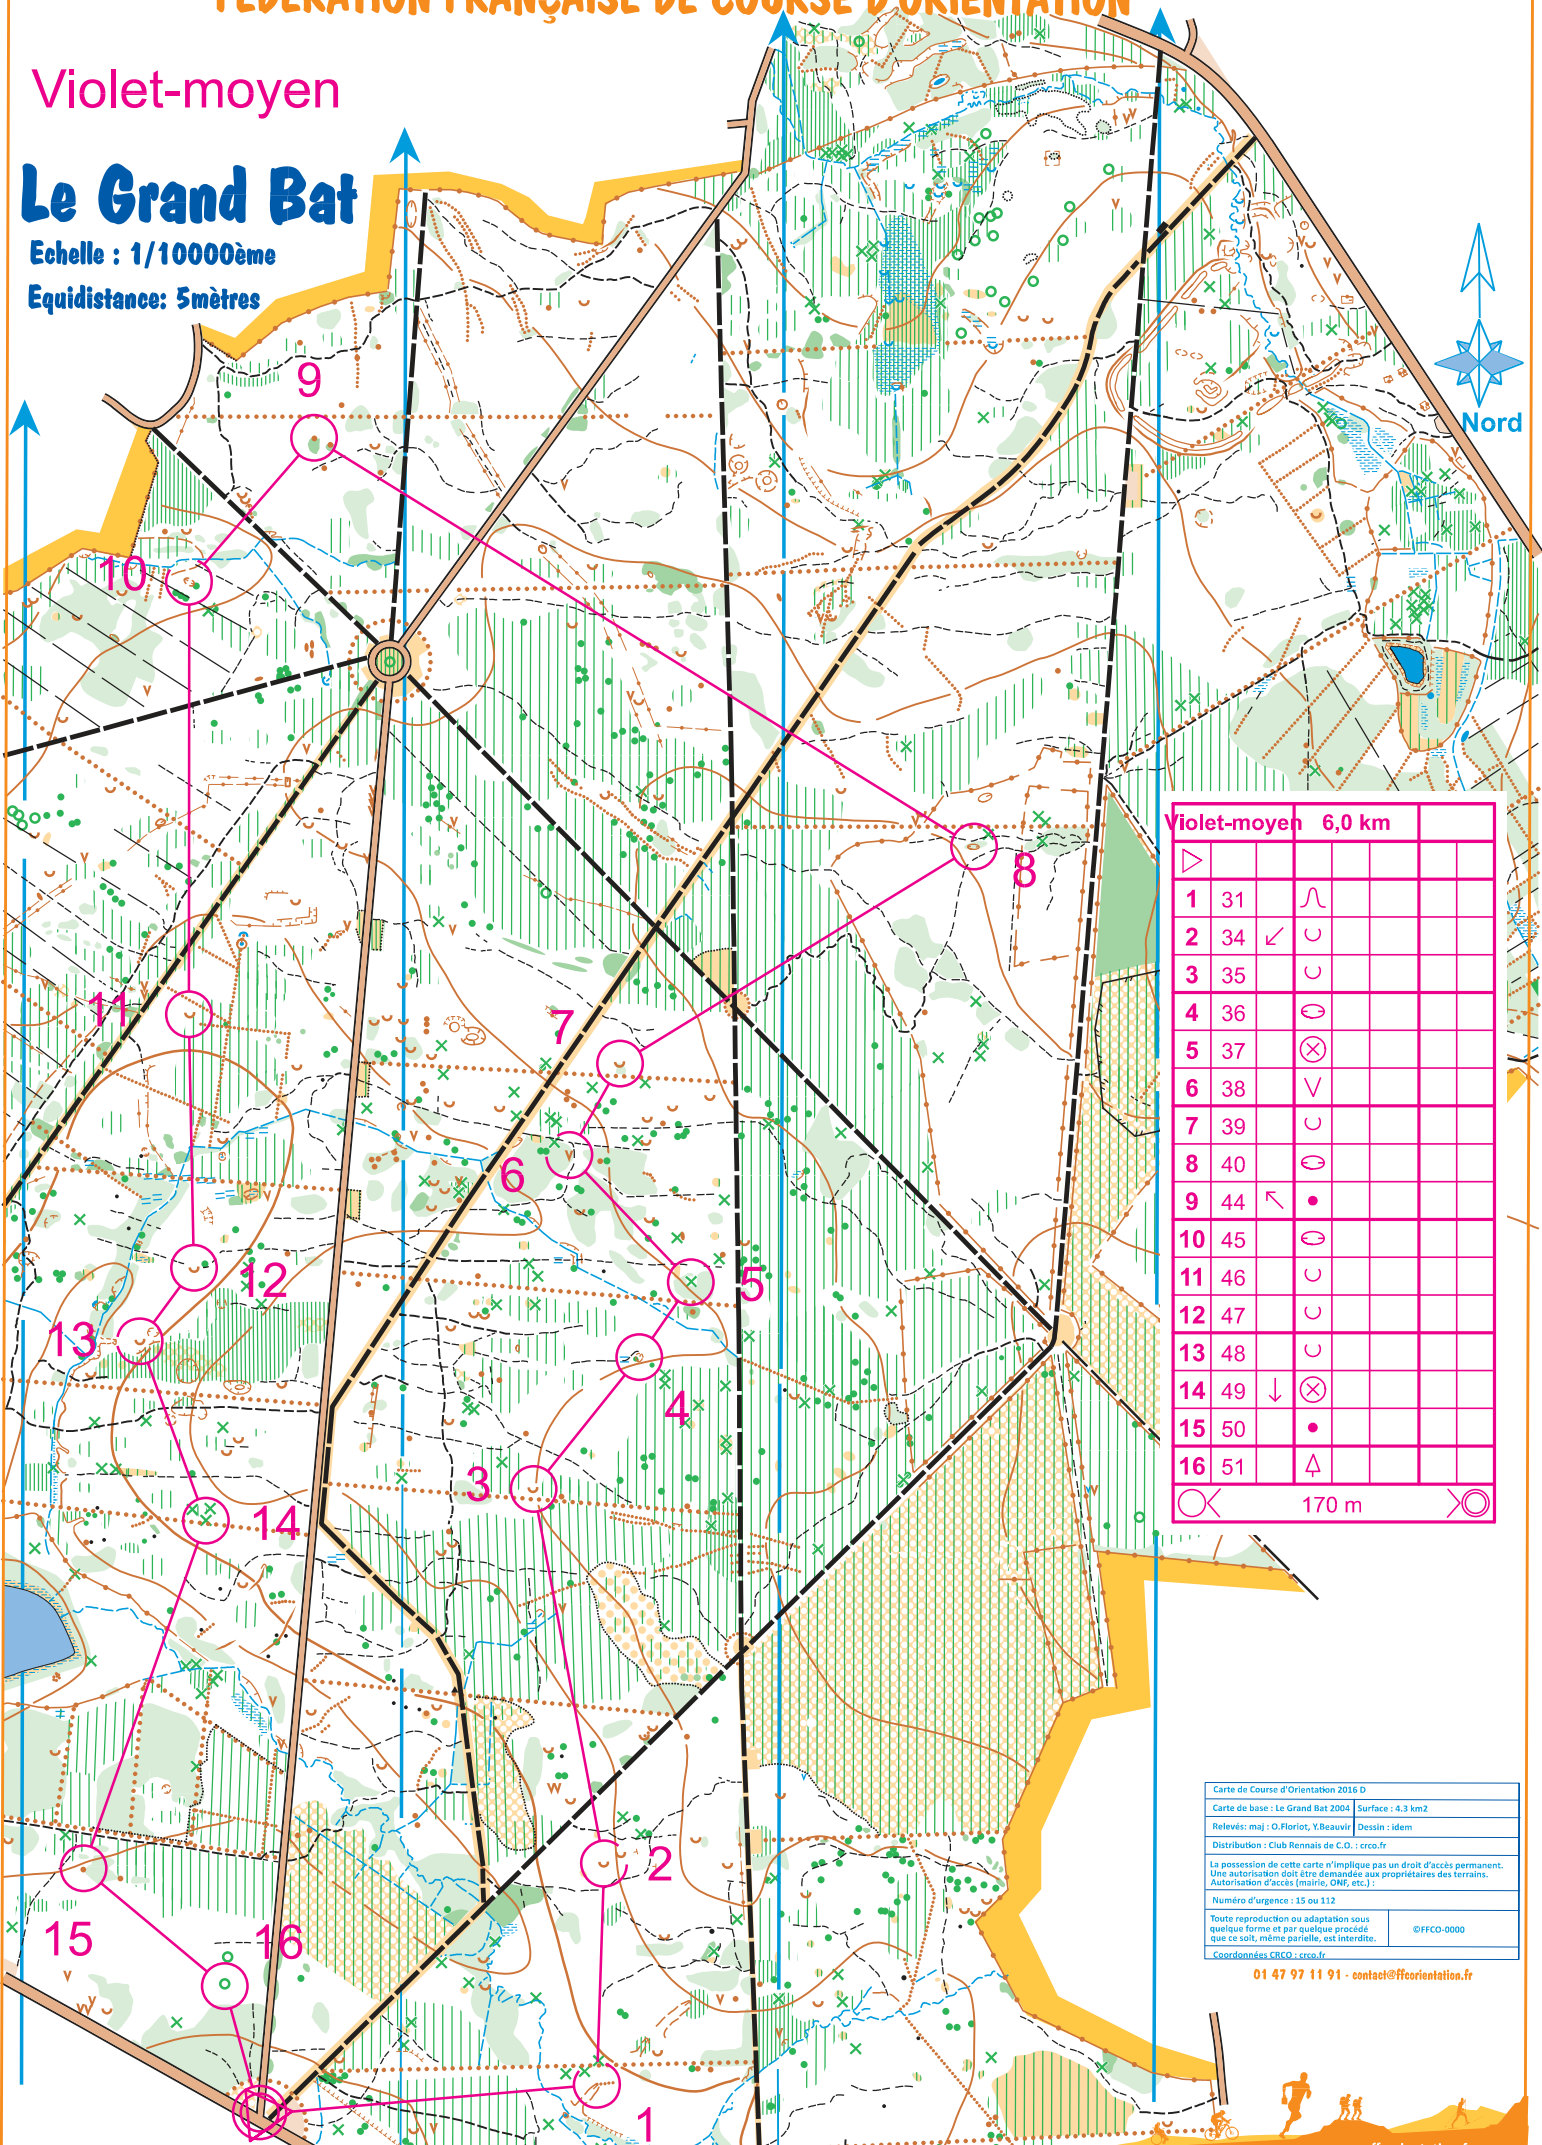 FÉDÉRATION FRANÇAISE DE COURSE D'ORIENTATION
Violet-moyen
Le Grand Bat
Echelle : 1/10000ème
Equidistance: 5mètres
Nord
9
10
8
7
11
6
5
12
13
4
3
14
2
15
16
1
Violet-moyen 6,0 km
1 31
2 34
3 35
4 36
5 37
6 38
7 39
8 40
9 44
10 45
11 46
12 47
13 48
14 49
15 50
16 51
170 m
Carte de Course d'Orientation 2016 D
Carte de base : Le Grand Bat 2004 Surface : 4.3 km2
Relevés: maj : O.Floriot, Y.Beauvir Dessin : idem
Distribution : Club Rennais de C.O. : crco.fr
La possession de cette carte n'implique pas un droit d'accès permanent.
Une autorisation doit être demandée aux propriétaires des terrains.
Autorisation d'accès (mairie, ONF, etc.) :
Numéro d'urgence : 15 ou 112
Toute reproduction ou adaptation sous
quelque forme et par quelque procédé
que ce soit, même parielle, est interdite.
©FFCO-0000
Coordonnées CRCO : crco.fr
01 47 97 11 91 - contact@ffcorientation.fr